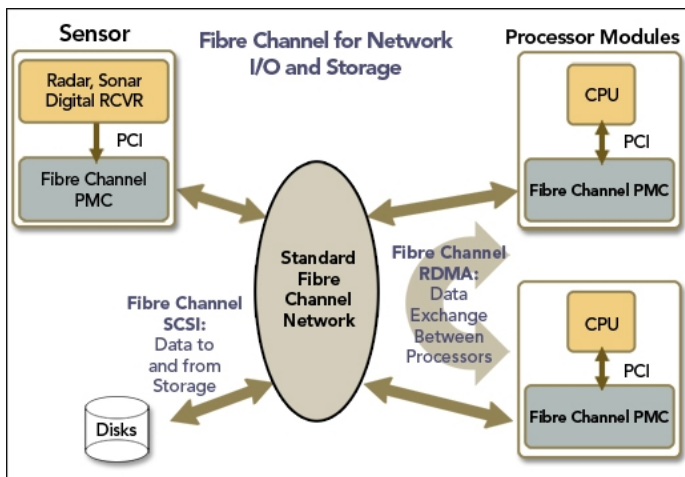 Sensor
Fibre Channel for Network
I/O and Storage
Processor Modules
Radar, Sonar
Digital RCVR
PCI
Fibre Channel
PMC
CPU
PCI
Fibre Channel PMC
Standard
Fibre
Channel
Network
Fibre Channel
RDMA:
Data
Exchange
Between
Processors
Fibre Channel
SCSI:
Data to
and from
Storage
Disks
CPU
PCI
Fibre Channel PMC